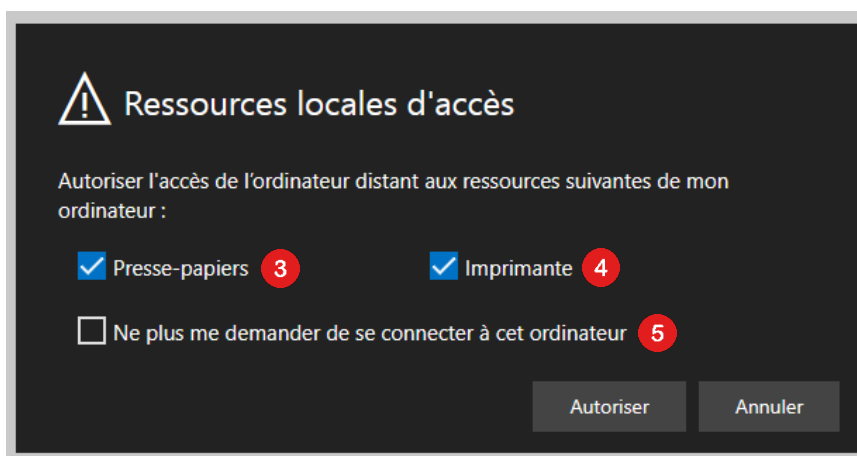 Ressources locales d'accès
Autoriser l'accès de l’ordinateur distant aux ressources suivantes de mon
ordinateur :
Presse-papiers 3 Imprimante 4
Ne plus me demander de se connecter à cet ordinateur 5
Autoriser Annuler